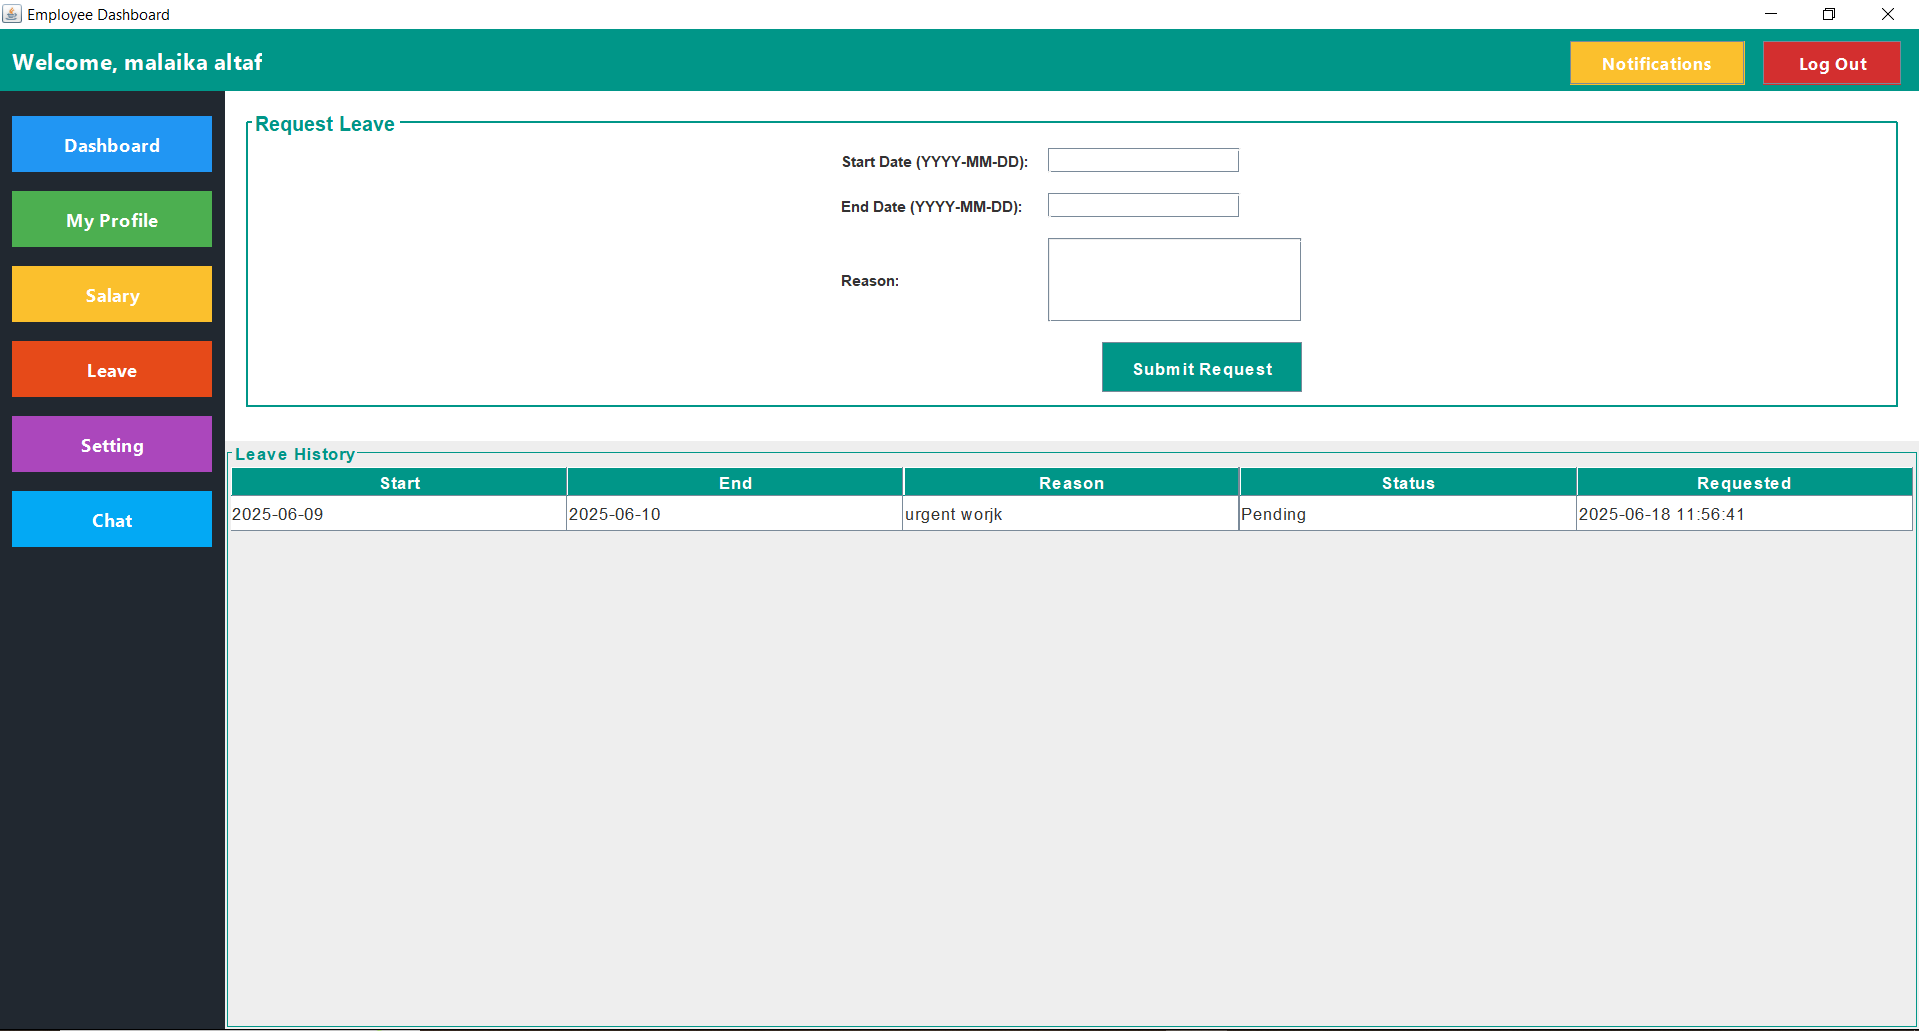 Employee Dashboard
Welcome, malaika altaf
Notifications
Log Out
Dashboard
My Profile
Salary
Leave
Setting
Chat
Request Leave
Start Date (YYYY-MM-DD):
End Date (YYYY-MM-DD):
Reason:
Submit Request
Leave History
Start End Reason Status Requested
2025-06-09 2025-06-10 urgent worjk Pending 2025-06-18 11:56:41